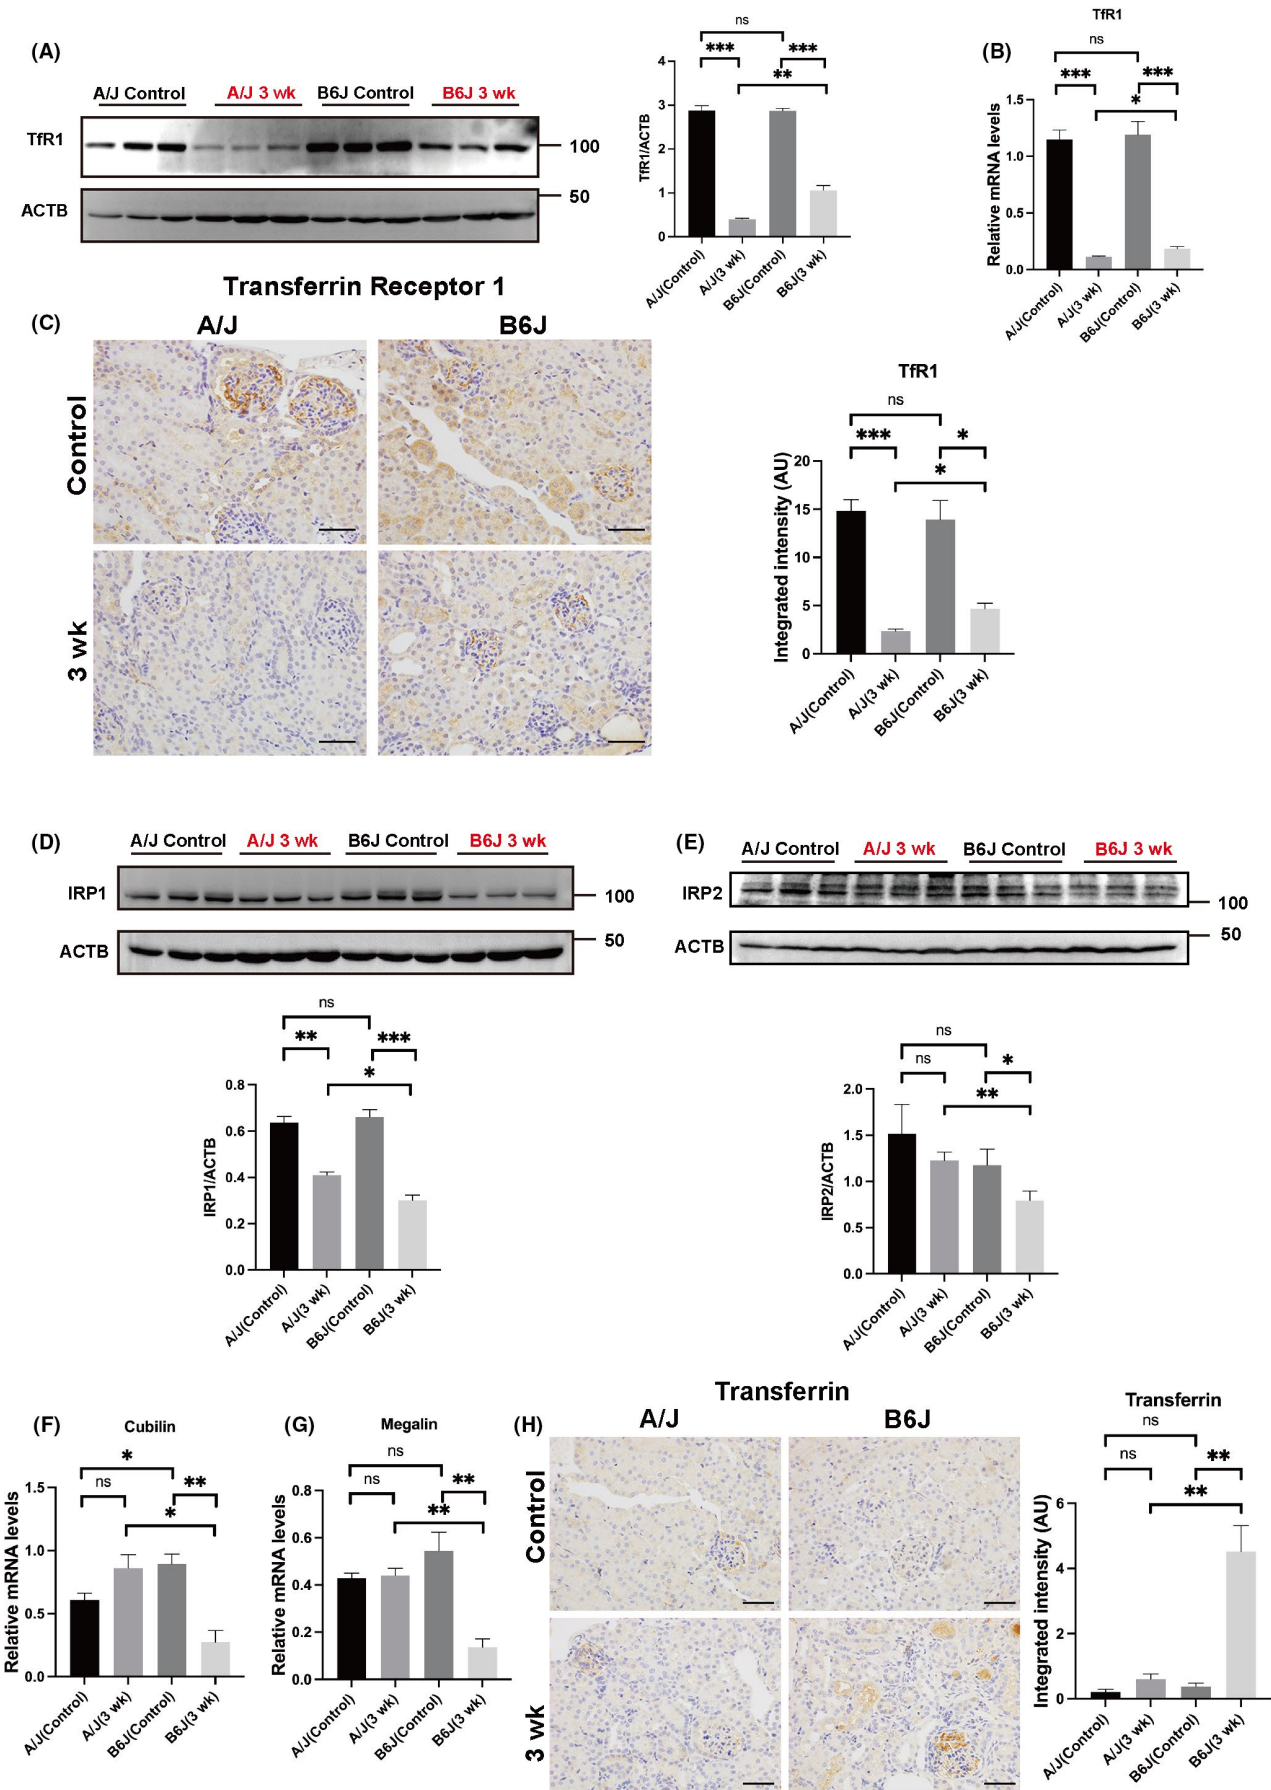 (A)
A/J Control A/J 3 wk B6J Control B6J 3 wk
TfR1
100
50
ACTB
ns
*** ***
**
4
3
2
1
0
TfR1/ACTB
A/J(Control)
A/J(3 wk)
B6J(Control)
B6J(3 wk)
(B)
TfR1
ns
*** ***
*
1.5
1.0
0.5
0.0
Relative mRNA levels
A/J(Control)
A/J(3 wk)
B6J(Control)
B6J(3 wk)
Transferrin Receptor 1
(C)
A/J B6J
Control
3 wk
TfR1
ns
*** *
*
20
15
10
5
0
Integrated intensity (AU)
A/J(Control)
A/J(3 wk)
B6J(Control)
B6J(3 wk)
(D)
A/J Control A/J 3 wk B6J Control B6J 3 wk
IRP1
100
50
ACTB
ns
** ***
*
0.8
0.6
0.4
0.2
0.0
IRP1/ACTB
A/J(Control)
A/J(3 wk)
B6J(Control)
B6J(3 wk)
(E)
A/J Control A/J 3 wk B6J Control B6J 3 wk
IRP2
100
50
ACTB
ns
ns *
**
2.0
1.5
1.0
0.5
0.0
IRP2/ACTB
A/J(Control)
A/J(3 wk)
B6J(Control)
B6J(3 wk)
(F)
Cubilin
*
ns **
*
1.5
1.0
0.5
0.0
Relative mRNA levels
A/J(Control)
A/J(3 wk)
B6J(Control)
B6J(3 wk)
(G)
Megalin
ns
ns **
**
0.8
0.6
0.4
0.2
0.0
Relative mRNA levels
A/J(Control)
A/J(3 wk)
B6J(Control)
B6J(3 wk)
Transferrin
(H)
A/J B6J
Control
3 wk
Transferrin
ns
ns **
**
6
4
2
0
Integrated intensity (AU)
A/J(Control)
A/J(3 wk)
B6J(Control)
B6J(3 wk)